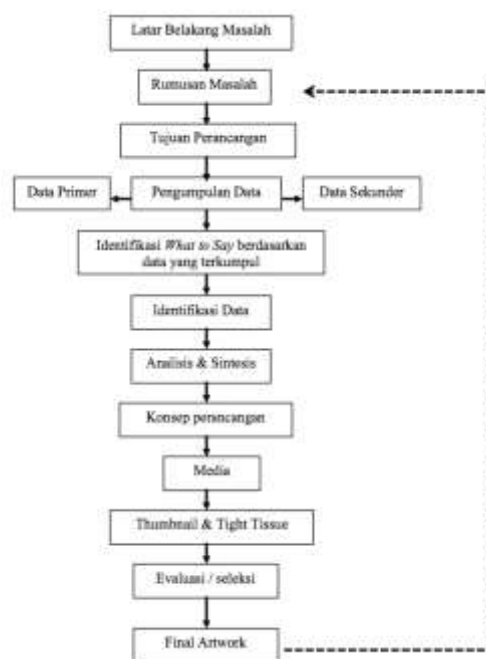 Latar Belakang Masalah
Rumusan Masalah
Tujuan Perancangan
Data Primer
Pengumpulan Data
Data Sekunder
Identifikasi What to Say berdasarkan
data yang terkumpul
Identifikasi Data
Analisis & Sintesis
Konsep perancangan
Media
Thumbnail & Tight Tissue
Evaluasi / seleksi
Final Artwork